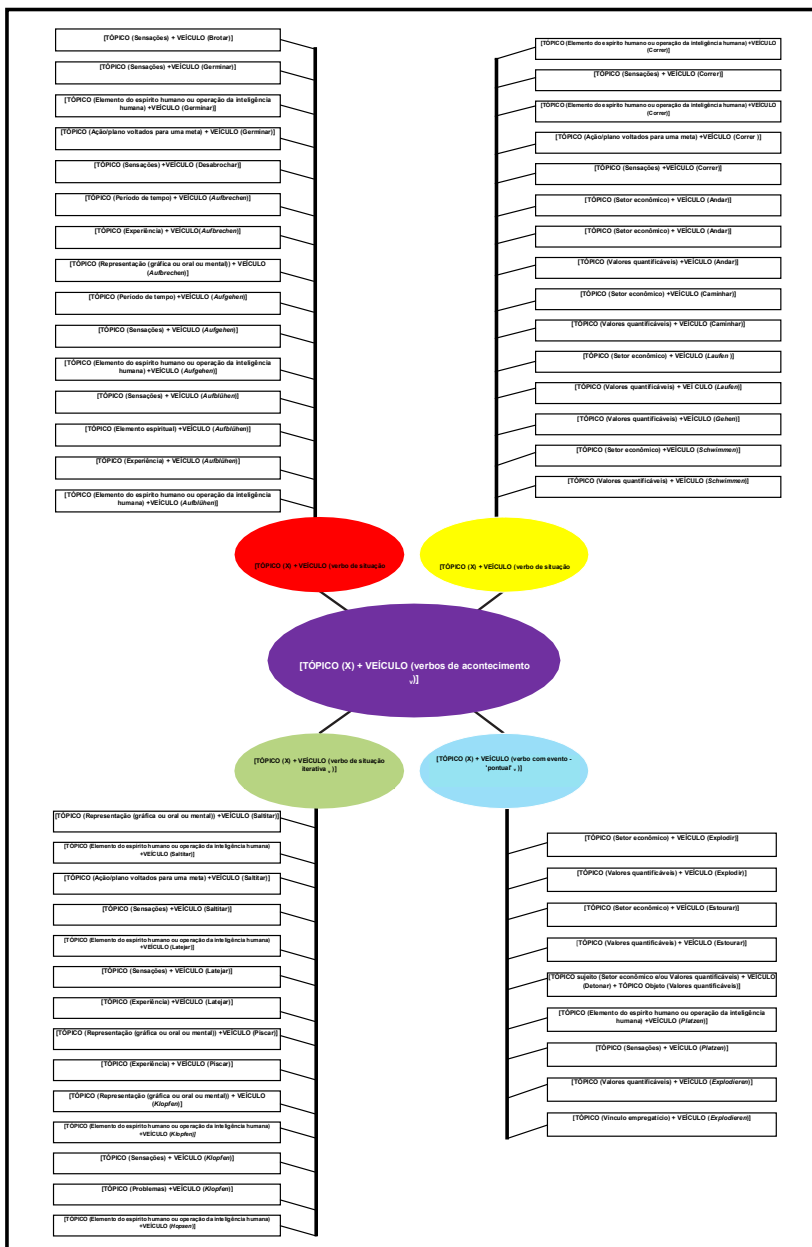 [TÓPICO (Sensações) + VEÍCULO (Brotar)]
[TÓPICO (Sensações) +VEÍCULO (Germinar)]
[TÓPICO (Elemento do espírito humano ou operação da inteligência
humana) +VEÍCULO (Germinar)]
[TÓPICO (Ação/plano voltados para uma meta) + VEÍCULO (Germinar)]
[TÓPICO (Sensações) +VEÍCULO (Desabrochar)]
[TÓPICO (Período de tempo) + VEÍCULO (Aufbrechen)]
[TÓPICO (Experiência) + VEÍCULO(Aufbrechen)]
[TÓPICO (Representação (gráfica ou oral ou mental)) + VEÍCULO
(Aufbrechen)]
[TÓPICO (Período de tempo) +VEÍCULO (Aufgehen)]
[TÓPICO (Sensações) + VEÍCULO (Aufgehen)]
[TÓPICO (Elemento do espírito humano ou operação da inteligência
humana) +VEÍCULO (Aufgehen)]
[TÓPICO (Sensações) + VEÍCULO (Aufblühen)]
[TÓPICO (Elemento espiritual) +VEÍCULO (Aufblühen)]
[TÓPICO (Experiência) + VEÍCULO (Aufblühen)]
[TÓPICO (Elemento do espírito humano ou operação da inteligência
humana) +VEÍCULO (Aufblühen)]
[TÓPICO (Elemento do espírito humano ou operação da inteligência humana) +VEÍCULO
(Correr)]
[TÓPICO (Sensações) + VEÍCULO (Correr)]
[TÓPICO (Elemento do espírito humano ou operação da inteligência humana) +VEÍCULO
(Correr)]
[TÓPICO (Ação/plano voltados para uma meta) +VEÍCULO (Correr )]
[TÓPICO (Sensações) +VEÍCULO (Correr)]
[TÓPICO (Setor econômico) + VEÍCULO (Andar)]
[TÓPICO (Setor econômico) + VEÍCULO (Andar)]
[TÓPICO (Valores quantificáveis) +VEÍCULO (Andar)]
[TÓPICO (Setor econômico) +VEÍCULO (Caminhar)]
[TÓPICO (Valores quantificáveis) + VEÍCULO (Caminhar)]
[TÓPICO (Setor econômico) + VEÍCULO (Laufen )]
[TÓPICO (Valores quantificáveis) + VEÍ CULO (Laufen)]
[TÓPICO (Valores quantificáveis) +VEÍCULO (Gehen)]
[TÓPICO (Setor econômico) +VEÍCULO (Schwimmen)]
[TÓPICO (Valores quantificáveis) + VEÍCULO (Schwimmen)]
[TÓPICO (X) + VEÍCULO (verbo de situação
[TÓPICO (X) + VEÍCULO (verbo de situação
[TÓPICO (X) + VEÍCULO (verbos de acontecimento
v)]
[TÓPICO (X) + VEÍCULO (verbo de situação
iterativa v )]
[TÓPICO (X) + VEÍCULO (verbo com evento -
'pontual' v )]
[TÓPICO (Representação (gráfica ou oral ou mental)) +VEÍCULO (Saltitar)]
[TÓPICO (Elemento do espírito humano ou operação da inteligência humana)
+VEÍCULO (Saltitar)]
[TÓPICO (Ação/plano voltados para uma meta) +VEÍCULO (Saltitar)]
[TÓPICO (Sensações) +VEÍCULO (Saltitar)]
[TÓPICO (Elemento do espírito humano ou operação da inteligência humana)
+VEÍCULO (Latejar)]
[TÓPICO (Sensações) + VEÍCULO (Latejar)]
[TÓPICO (Experiência) +VEÍCULO (Latejar)]
[TÓPICO (Representação (gráfica ou oral ou mental)) +VEÍCULO (Piscar)]
[TÓPICO (Experiência) + VEÍCULO (Piscar)]
[TÓPICO (Representação (gráfica ou oral ou mental)) + VEÍCULO
(Klopfen)]
[TÓPICO (Elemento do espírito humano ou operação da inteligência humana)
+VEÍCULO (Klopfen)]
[TÓPICO (Sensações) + VEÍCULO (Klopfen)]
[TÓPICO (Problemas) +VEÍCULO (Klopfen)]
[TÓPICO (Elemento do espírito humano ou operação da inteligência humana)
+VEÍCULO (Hopsen)]
[TÓPICO (Setor econômico) + VEÍCULO (Explodir)]
[TÓPICO (Valores quantificáveis) + VEÍCULO (Explodir)]
[TÓPICO (Setor econômico) + VEÍCULO (Estourar)]
[TÓPICO (Valores quantificáveis) + VEÍCULO (Estourar)]
[TÓPICO sujeito (Setor econômico e/ou Valores quantificáveis) + VEÍCULO
(Detonar) + TÓPICO Objeto (Valores quantificáveis)]
[TÓPICO (Elemento do espírito humano ou operação da inteligência
humana) +VEÍCULO (Platzen)]
[TÓPICO (Sensações) + VEÍCULO (Platzen)]
[TÓPICO (Valores quantificáveis) + VEÍCULO (Explodieren)]
[TÓPICO (Vínculo empregatício) + VEÍCULO (Explodieren)]